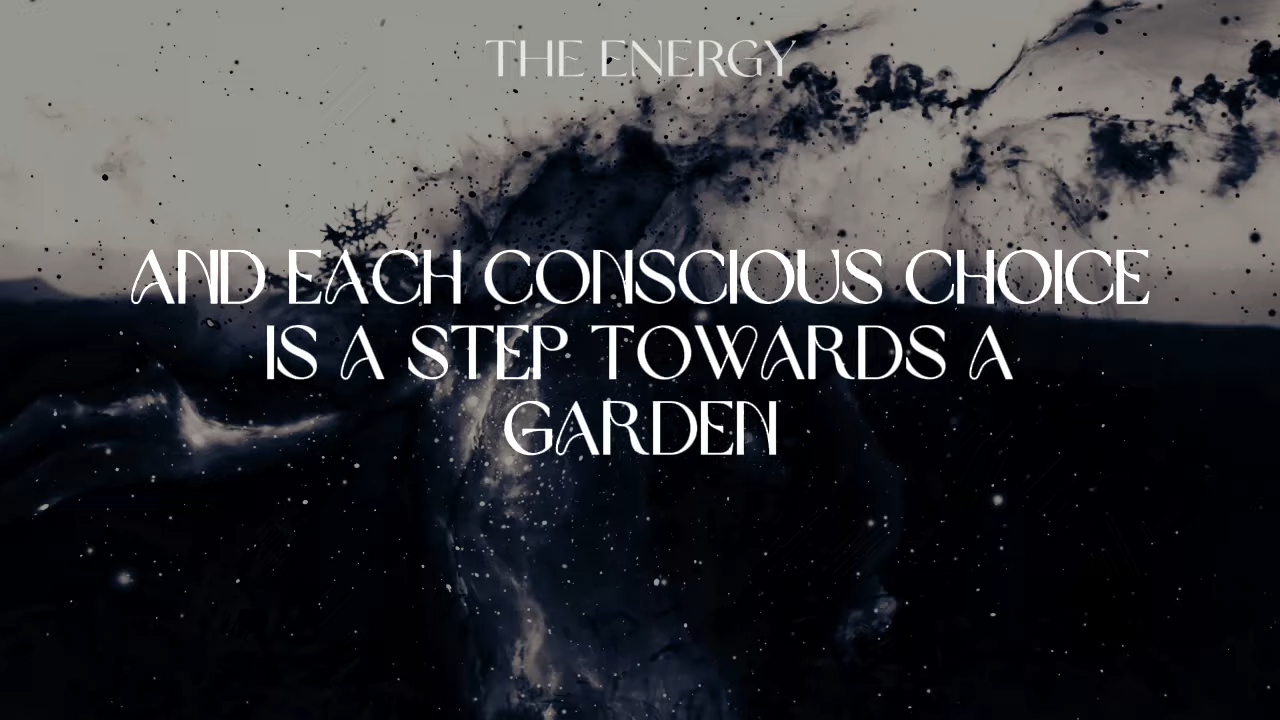 THE ENERGY
AND EACH CONSCIOUS CHOICE
IS A STEP TOWARDS A
GARDEN